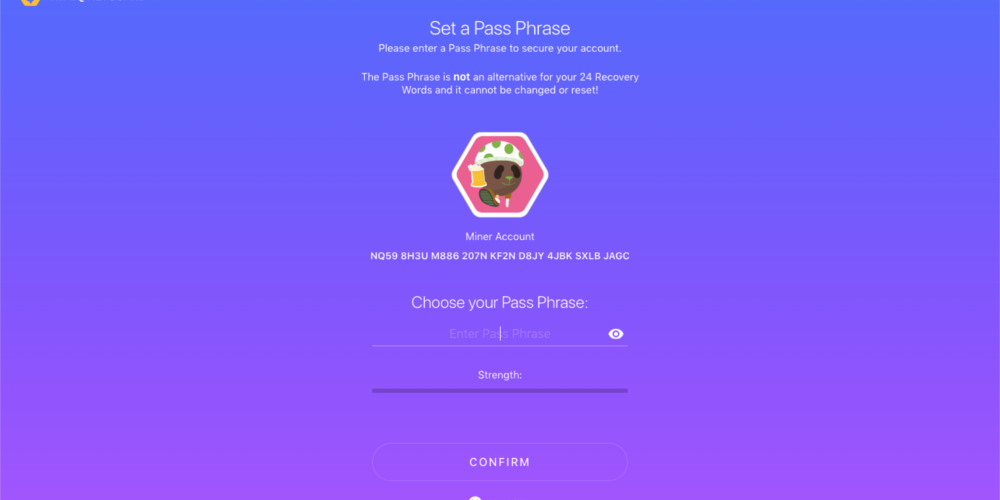 Set a Pass Phrase
Please enter a Pass Phrase to secure your account.
The Pass Phrase is not an alternative for your 24 Recovery
Words and it cannot be changed or reset!
Miner Account
NQ59 8H3U M886 207N KF2N D8JY 4JBK SXLB JAGC
Choose your Pass Phrase:
Enter Pass Phrase
Strength:
CONFIRM